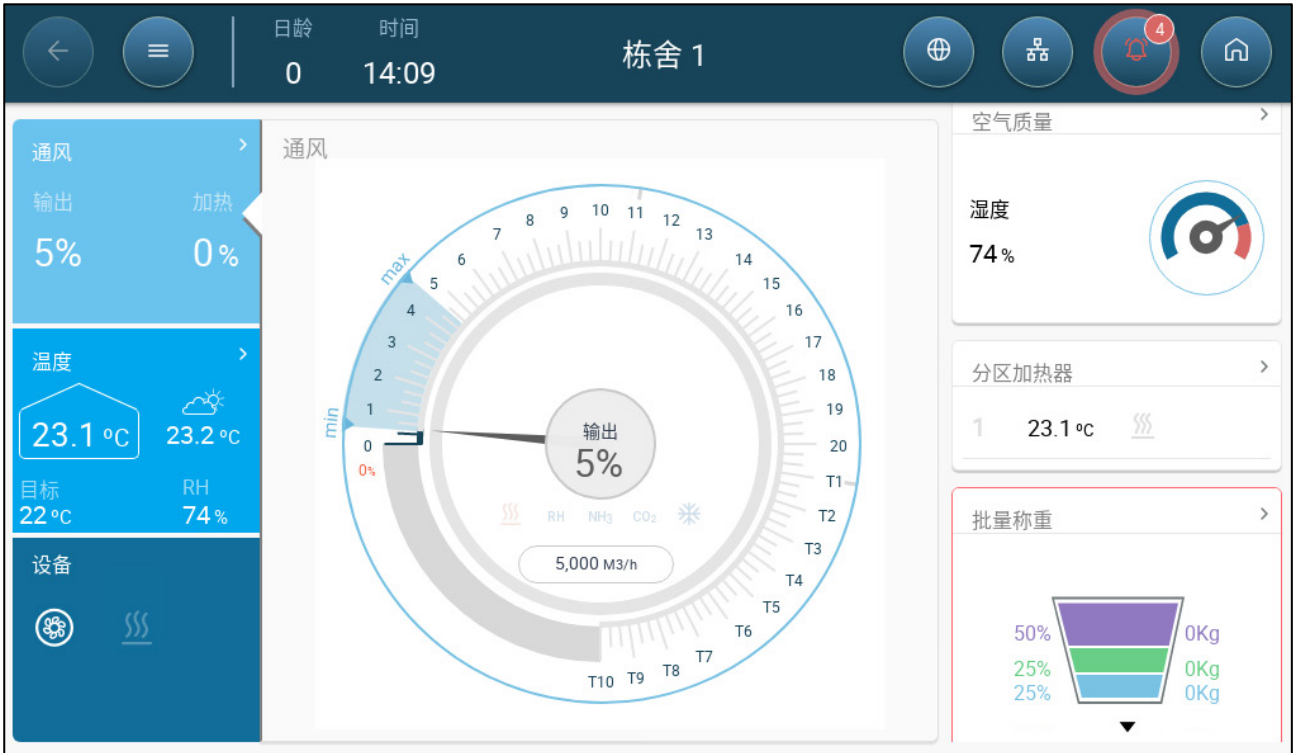 日龄
时间
0
14:09
栋舍 1
4
通风
输出
加热
5%
0%
温度
23.1 °C
23.2 °C
目标
RH
22 °C
74%
设备
通风
min
max
0
1
2
3
4
5
6
7
8
9
10
11
12
13
14
15
16
17
18
19
20
T1
T2
T3
T4
T5
T6
T7
T8
T9
T10
0%
输出
5%
RH
NH3
CO2
5,000 M3/h
空气质量
湿度
74%
分区加热器
1
23.1 °C
批量称重
50%
0Kg
25%
0Kg
25%
0Kg